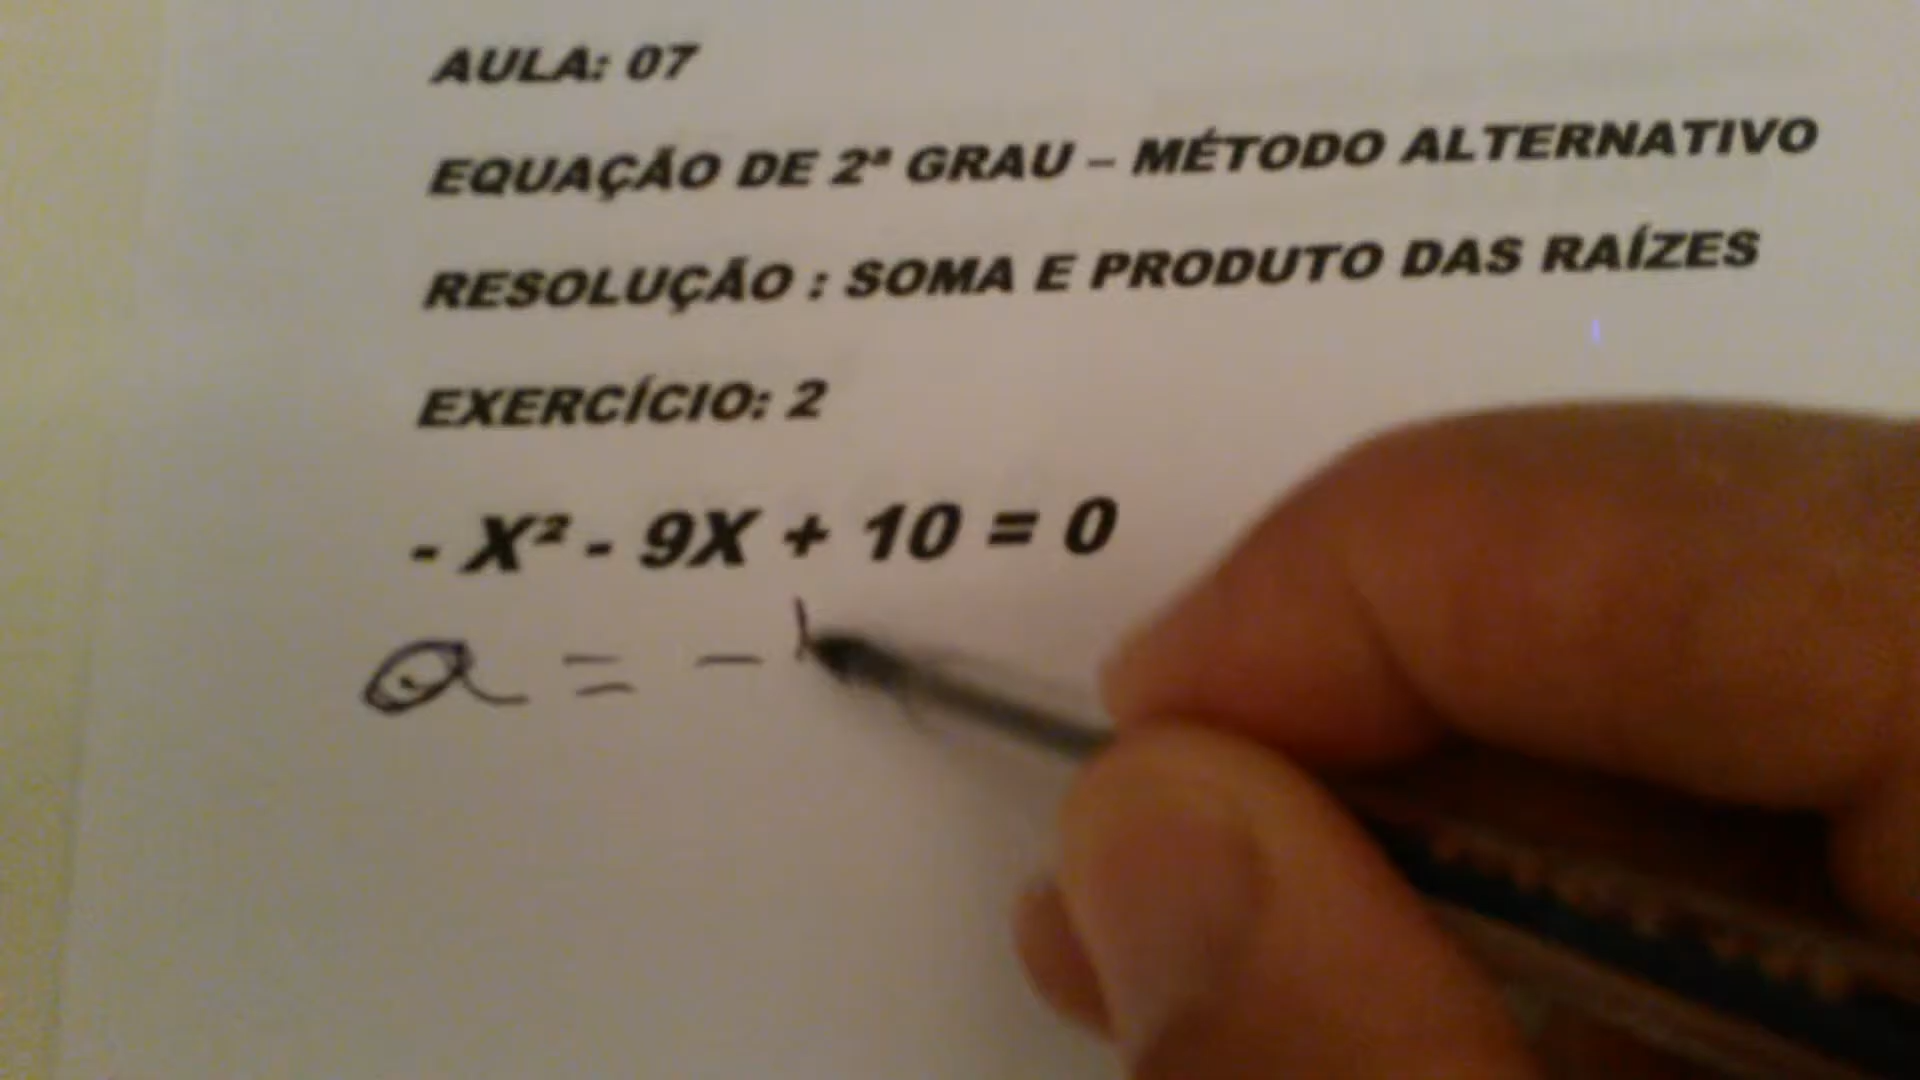 AULA: 07
EQUAÇÃO DE 2ª GRAU – MÉTODO ALTERNATIVO
RESOLUÇÃO : SOMA E PRODUTO DAS RAÍZES
EXERCÍCIO: 2
- X² - 9X + 10 = 0
a = - 1